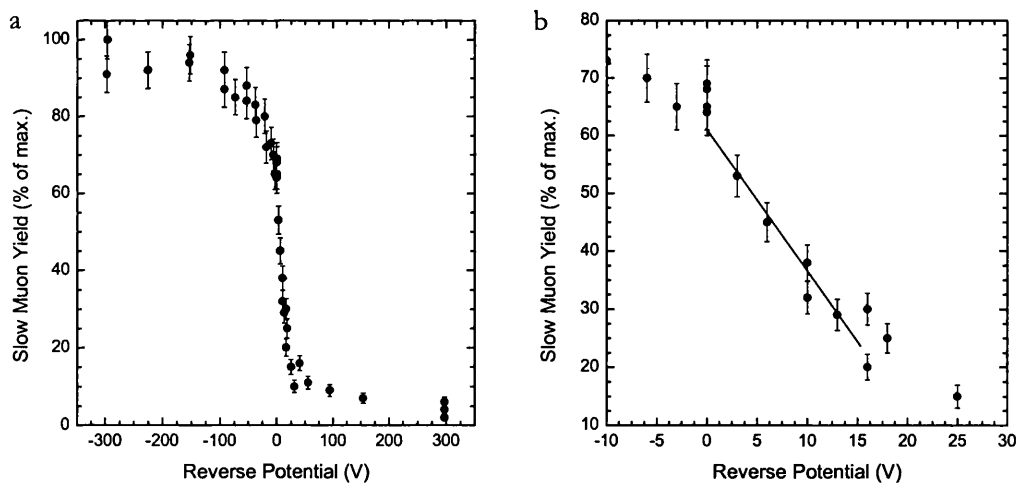 a
100
80
60
40
20
0
Slow Muon Yield (% of max.)
-300 -200 -100 0 100 200 300
Reverse Potential (V)
b
80
70
60
50
40
30
20
10
Slow Muon Yield (% of max.)
-10 -5 0 5 10 15 20 25 30
Reverse Potential (V)